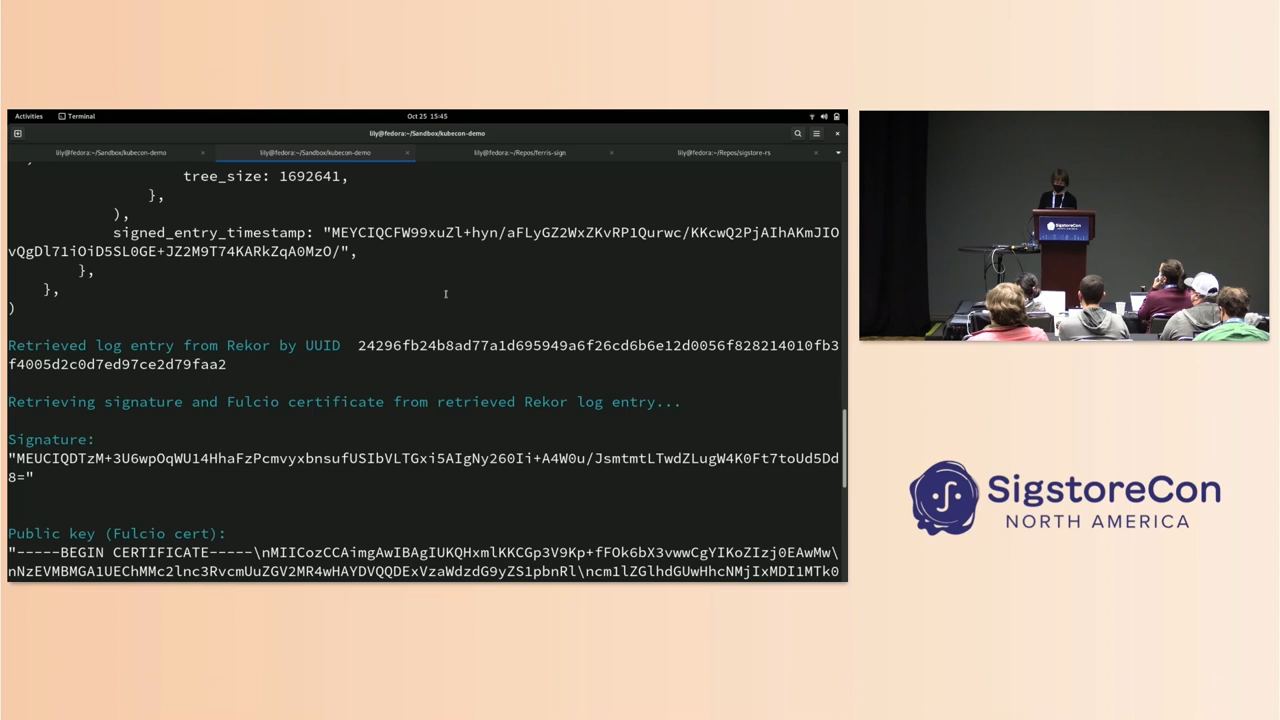 Activities
Terminal
Oct 25 15:45
lily@fedora:~/Sandbox/kubecon-demo
lily@fedora:~/Sandbox/kubecon-demo
lily@fedora:~/Sandbox/kubecon-demo
lily@fedora:~/Repos/ferris-sign
lily@fedora:~/Repos/sigstore-rs
tree_size: 1692641,
},
),
signed_entry_timestamp: "MEYCIQCFW99xuZl+hyn/aFLyGZ2WxZKvRP1Qurwc/KKcwQ2PjAIhAKmJIO
vQgDl71iOiD5SSL0GE+JZ2M9T74KARkZqA0MzO/",
},
},
)
Retrieved log entry from Rekor by UUID 24296fb24b8ad77a1d695949a6f26cd6b6e12d0056f828214010fb3
f4005d2c0d7ed97ce2d79faa2
Retrieving signature and Fulcio certificate from retrieved Rekor log entry...
Signature:
"MEUCIQDTzM+3U6wpOqWU14HhaFzPcmvyxbnsufUSIbVLTGxi5AIgNy260Ii+A4W0u/JsmtmtLTwdZLugW4K0Ft7toUd5Dd
8="
Public key (Fulcio cert):
"-----BEGIN CERTIFICATE-----\nMIICozCCAimgAwIBAgIUKQHxmlKKCGp3V9Kp+fFOk6bX3vwwCgYIKoZIzj0EAwMw\
nNzEVMBMGA1UEChMMc2lnc3RvcmUuZGV2MR4wHAYDVQQDExVzaWdzdG9yZS1pbnRl\ncm1lZGlhdGUwHhcNMjIxMDI1MTk0
SigstoreCon
SigstoreCon
NORTH AMERICA